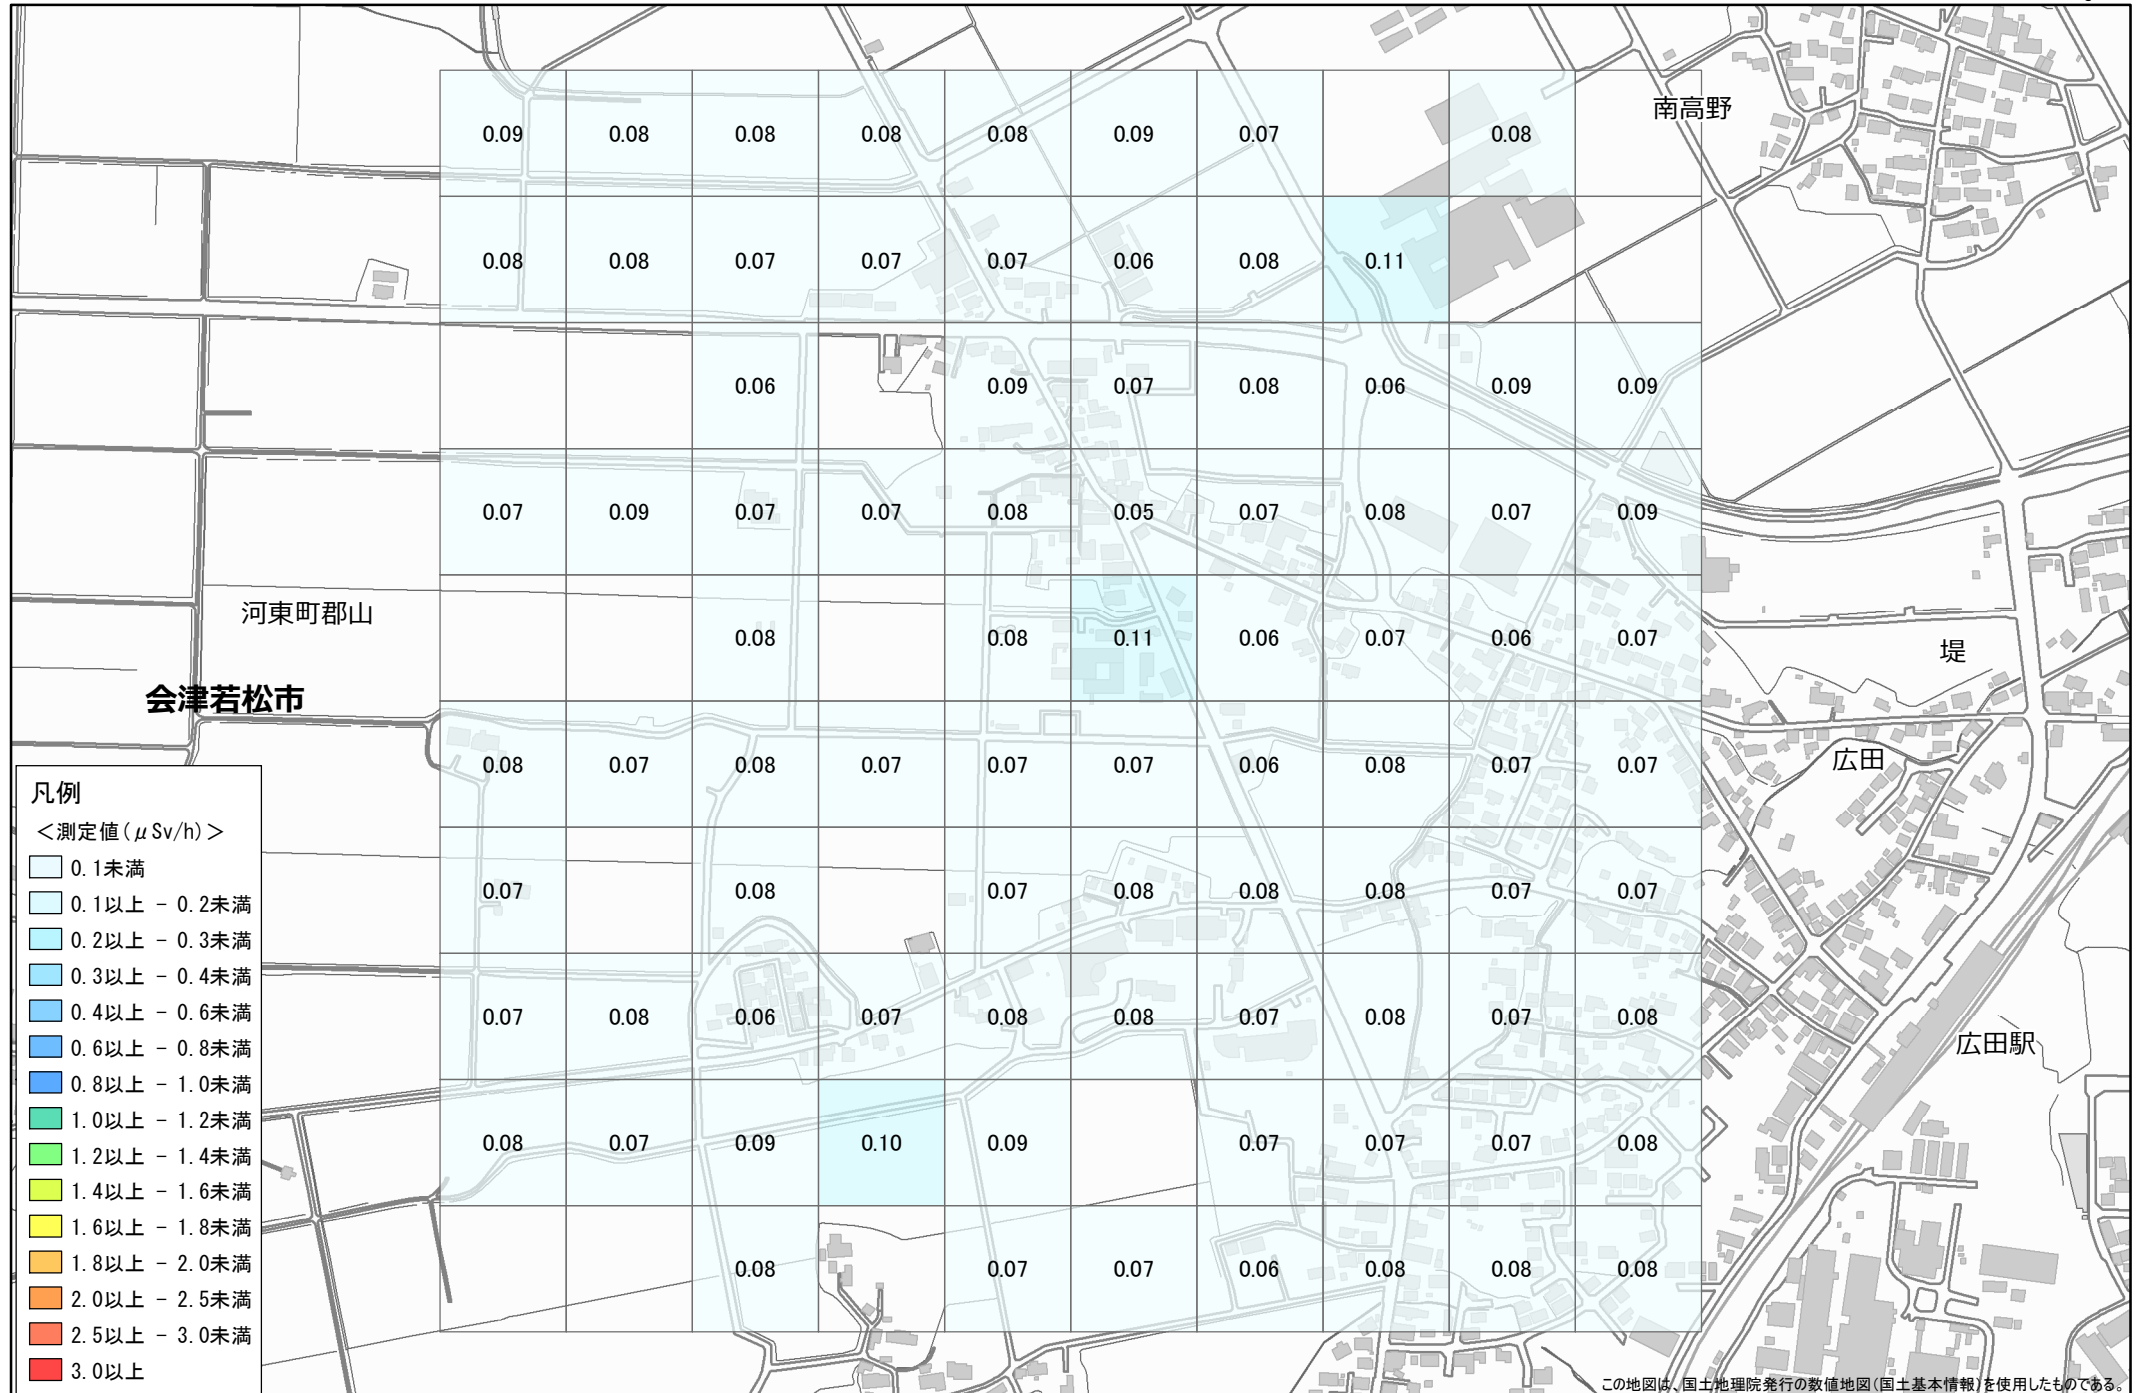 南高野
0.09 0.08 0.08 0.08 0.08 0.09 0.07 0.08
0.08 0.08 0.07 0.07 0.07 0.06 0.08 0.11
0.06 0.09 0.07 0.08 0.06 0.09 0.09
0.07 0.09 0.07 0.07 0.08 0.05 0.07 0.08 0.07 0.09
河東町郡山
0.08 0.08 0.11 0.06 0.07 0.06 0.07
堤
会津若松市
0.08 0.07 0.08 0.07 0.07 0.07 0.06 0.08 0.07 0.07
広田
0.07 0.08 0.07 0.08 0.08 0.08 0.07 0.07
0.07 0.08 0.06 0.07 0.08 0.08 0.07 0.08 0.07 0.08
広田駅
0.08 0.07 0.09 0.10 0.09 0.07 0.07 0.07 0.08
0.08 0.07 0.07 0.06 0.08 0.08 0.08
凡例
＜測定値(μSv/h)＞
0.1未満
0.1以上 - 0.2未満
0.2以上 - 0.3未満
0.3以上 - 0.4未満
0.4以上 - 0.6未満
0.6以上 - 0.8未満
0.8以上 - 1.0未満
1.0以上 - 1.2未満
1.2以上 - 1.4未満
1.4以上 - 1.6未満
1.6以上 - 1.8未満
1.8以上 - 2.0未満
2.0以上 - 2.5未満
2.5以上 - 3.0未満
3.0以上
この地図は、国土地理院発行の数値地図(国土基本情報)を使用したものである。